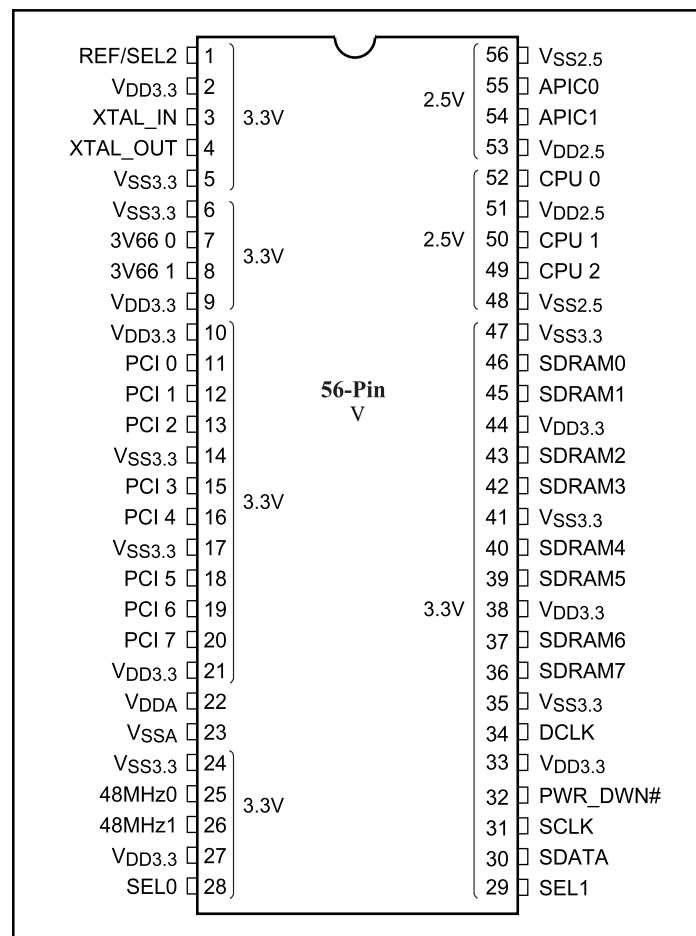 REF/SEL2 1 56 VSS2.5
VDD3.3 2 55 APIC0
XTAL_IN 3 3.3V 2.5V 54 APIC1
XTAL_OUT 4 53 VDD2.5
VSS3.3 5 52 CPU 0
VSS3.3 6 51 VDD2.5
3V66 0 7 3.3V 2.5V 50 CPU 1
3V66 1 8 49 CPU 2
VDD3.3 9 48 VSS2.5
VDD3.3 10 47 VSS3.3
PCI 0 11 46 SDRAM0
PCI 1 12 56-Pin 45 SDRAM1
PCI 2 13 V 44 VDD3.3
VSS3.3 14 43 SDRAM2
PCI 3 15 3.3V 42 SDRAM3
PCI 4 16 41 VSS3.3
VSS3.3 17 40 SDRAM4
PCI 5 18 39 SDRAM5
PCI 6 19 3.3V 38 VDD3.3
PCI 7 20 37 SDRAM6
VDD3.3 21 36 SDRAM7
VDDA 22 35 VSS3.3
VSSA 23 34 DCLK
VSS3.3 24 33 VDD3.3
48MHz0 25 3.3V 32 PWR_DWN#
48MHz1 26 31 SCLK
VDD3.3 27 30 SDATA
SEL0 28 29 SEL1